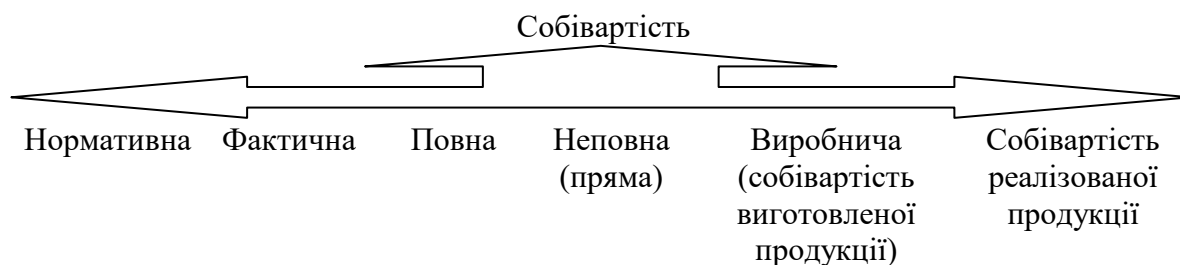 Собівартість
Нормативна Фактична Повна Неповна Виробнича Собівартість
(пряма) (собівартість реалізованої
виготовленої продукції
продукції)